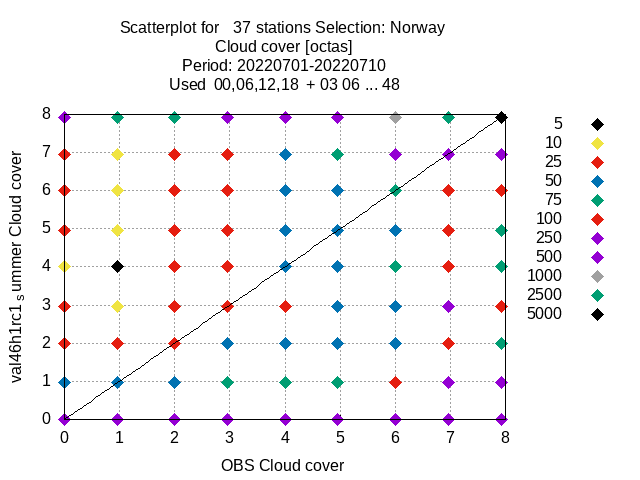 Scatterplot for 37 stations Selection: Norway
Cloud cover [octas]
Period: 20220701-20220710
Used 00,06,12,18 + 03 06 ... 48
8
7
6
5
4
3
2
1
0
0 1 2 3 4 5 6 7 8
val46h1rc1 summer Cloud cover
OBS Cloud cover
5
10
25
50
75
100
250
500
1000
2500
5000